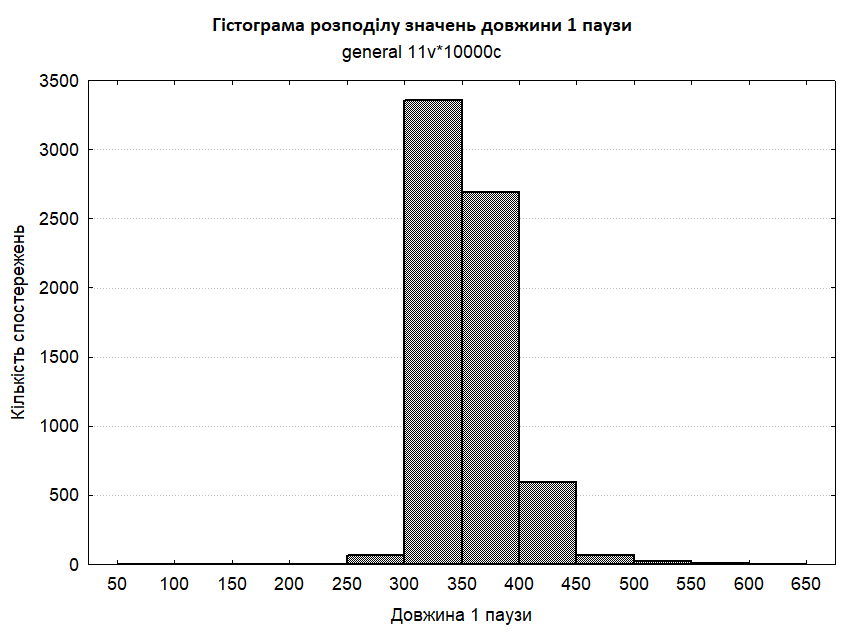 Гістограма розподілу значень довжини 1 паузи
general 11v*10000c
3500
3000
2500
2000
1500
1000
500
0
Кількість спостережень
50 100 150 200 250 300 350 400 450 500 550 600 650
Довжина 1 паузи